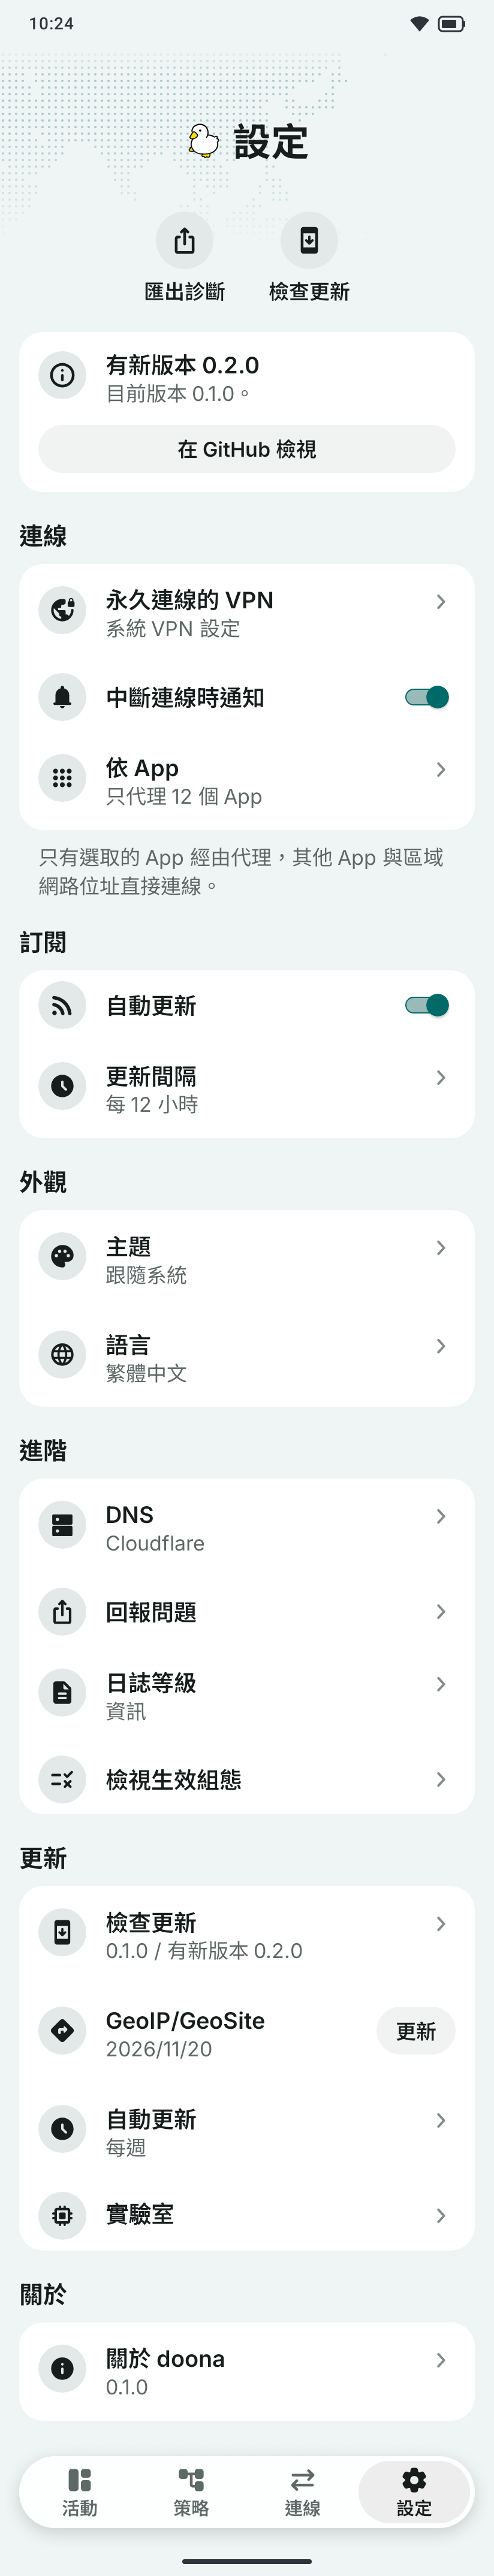 10:24
設定
匯出診斷
檢查更新
有新版本 0.2.0
目前版本 0.1.0。
在 GitHub 檢視
連線
永久連線的 VPN
系統 VPN 設定
中斷連線時通知
依 App
只代理 12 個 App
只有選取的 App 經由代理，其他 App 與區域
網路位址直接連線。
訂閱
自動更新
更新間隔
每 12 小時
外觀
主題
跟隨系統
語言
繁體中文
進階
DNS
Cloudflare
回報問題
日誌等級
資訊
檢視生效組態
更新
檢查更新
0.1.0 / 有新版本 0.2.0
GeoIP/GeoSite
2026/11/20
更新
自動更新
每週
實驗室
關於
關於 doona
0.1.0
活動
策略
連線
設定